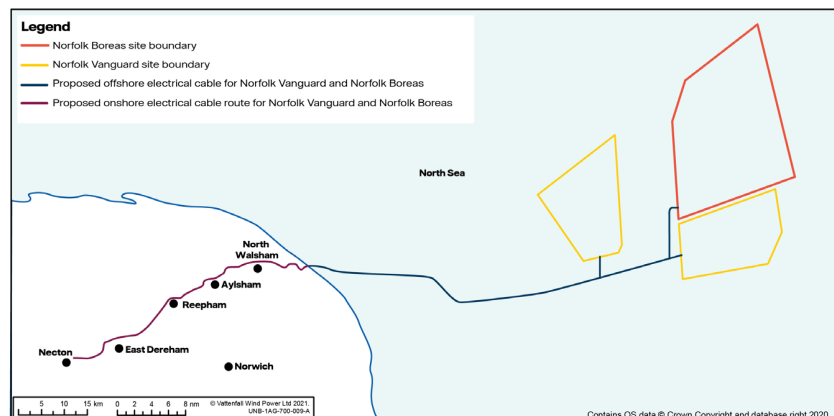 Legend
Norfolk Boreas site boundary
Norfolk Vanguard site boundary
Proposed offshore electrical cable for Norfolk Vanguard and Norfolk Boreas
Proposed onshore electrical cable route for Norfolk Vanguard and Norfolk Boreas
North Sea
North
Walsham
Aylsham
Reepham
Necton
East Dereham
Norwich
5 10 15 km 0 2 4 6 8 nm
© Vattenfall Wind Power Ltd 2021,
UNB-1AG-700-009-A
Contains OS data © Crown Copyright and database right 2020